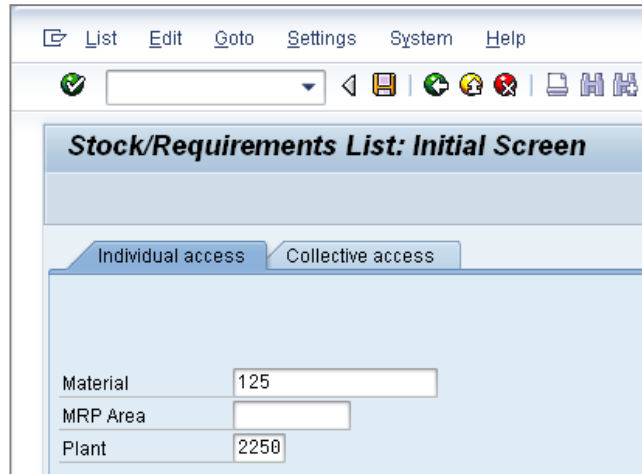 List Edit Goto Settings System Help
Stock/Requirements List: Initial Screen
Individual access Collective access
Material 125
MRP Area
Plant 2250